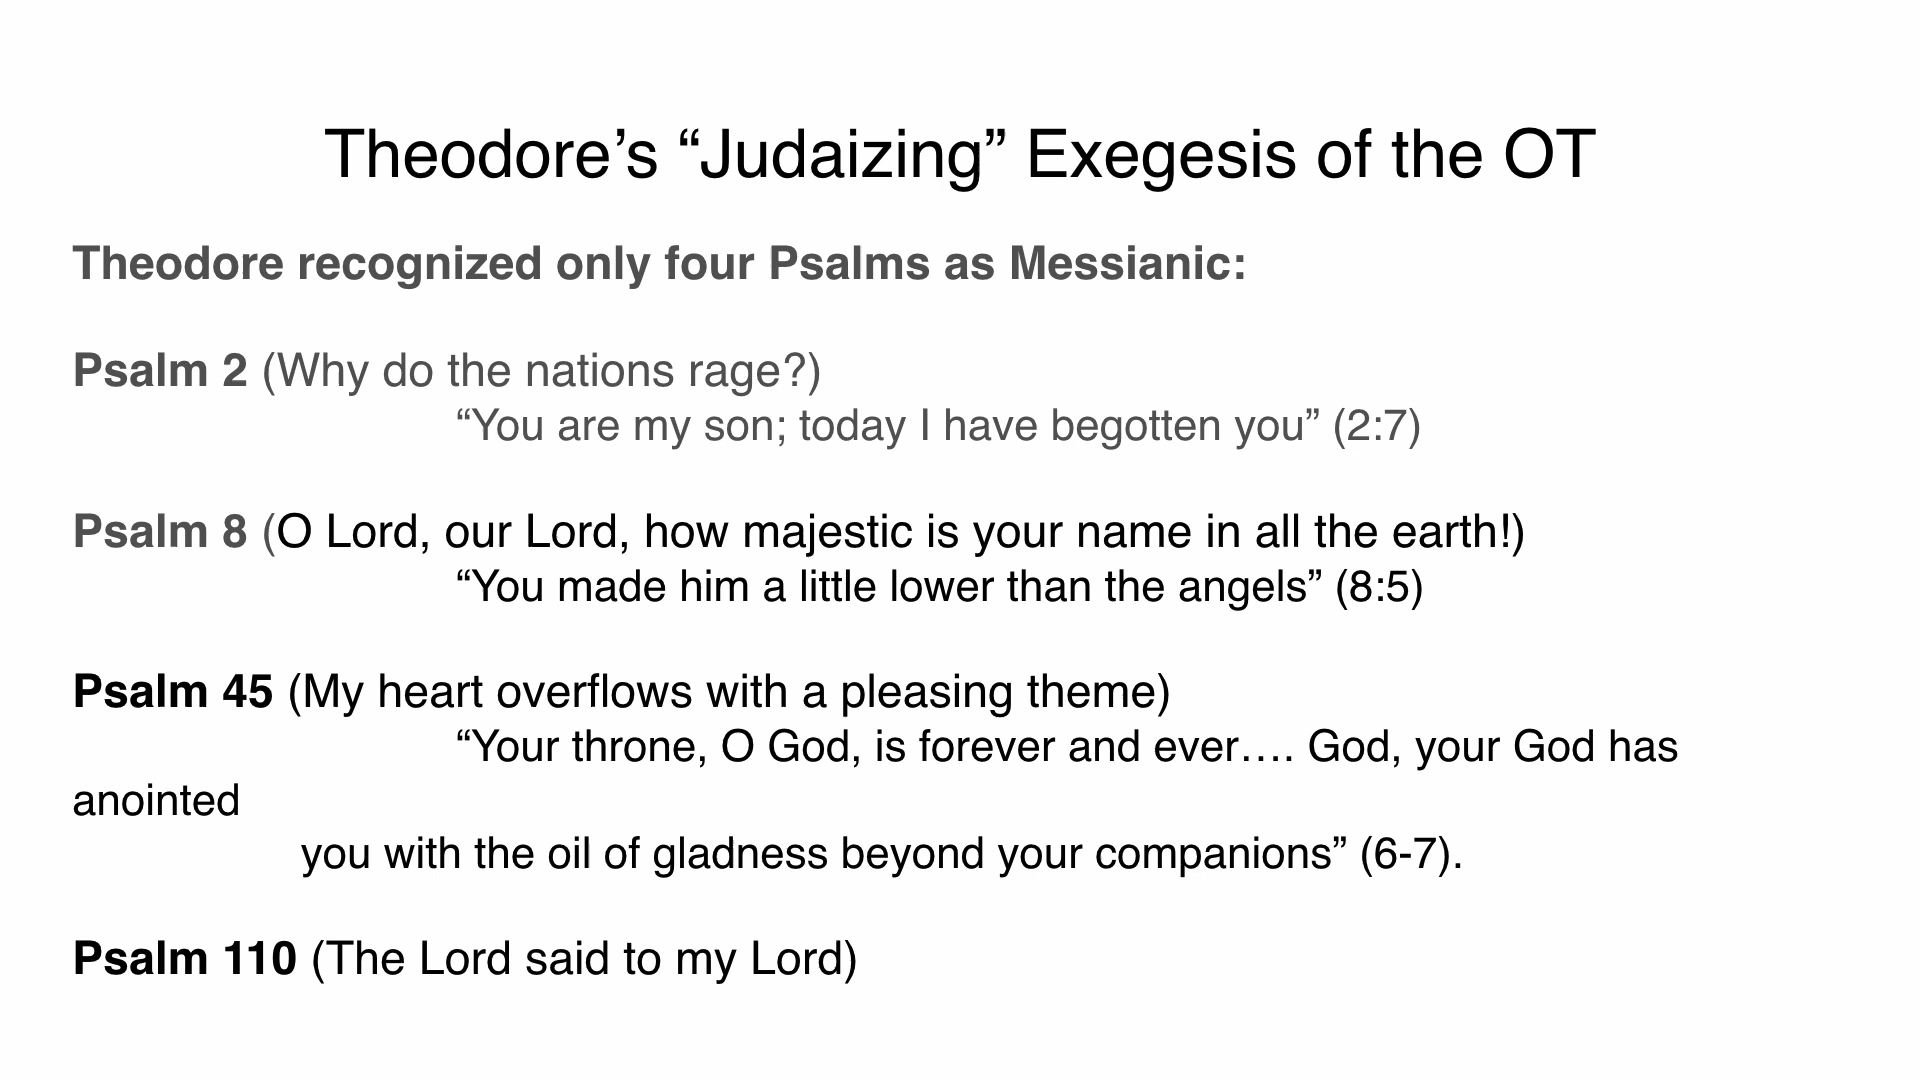 Theodore’s “Judaizing” Exegesis of the OT
Theodore recognized only four Psalms as Messianic:
Psalm 2 (Why do the nations rage?)
“You are my son; today I have begotten you” (2:7)
Psalm 8 (O Lord, our Lord, how majestic is your name in all the earth!)
“You made him a little lower than the angels” (8:5)
Psalm 45 (My heart overflows with a pleasing theme)
“Your throne, O God, is forever and ever…. God, your God has
anointed
you with the oil of gladness beyond your companions” (6-7).
Psalm 110 (The Lord said to my Lord)